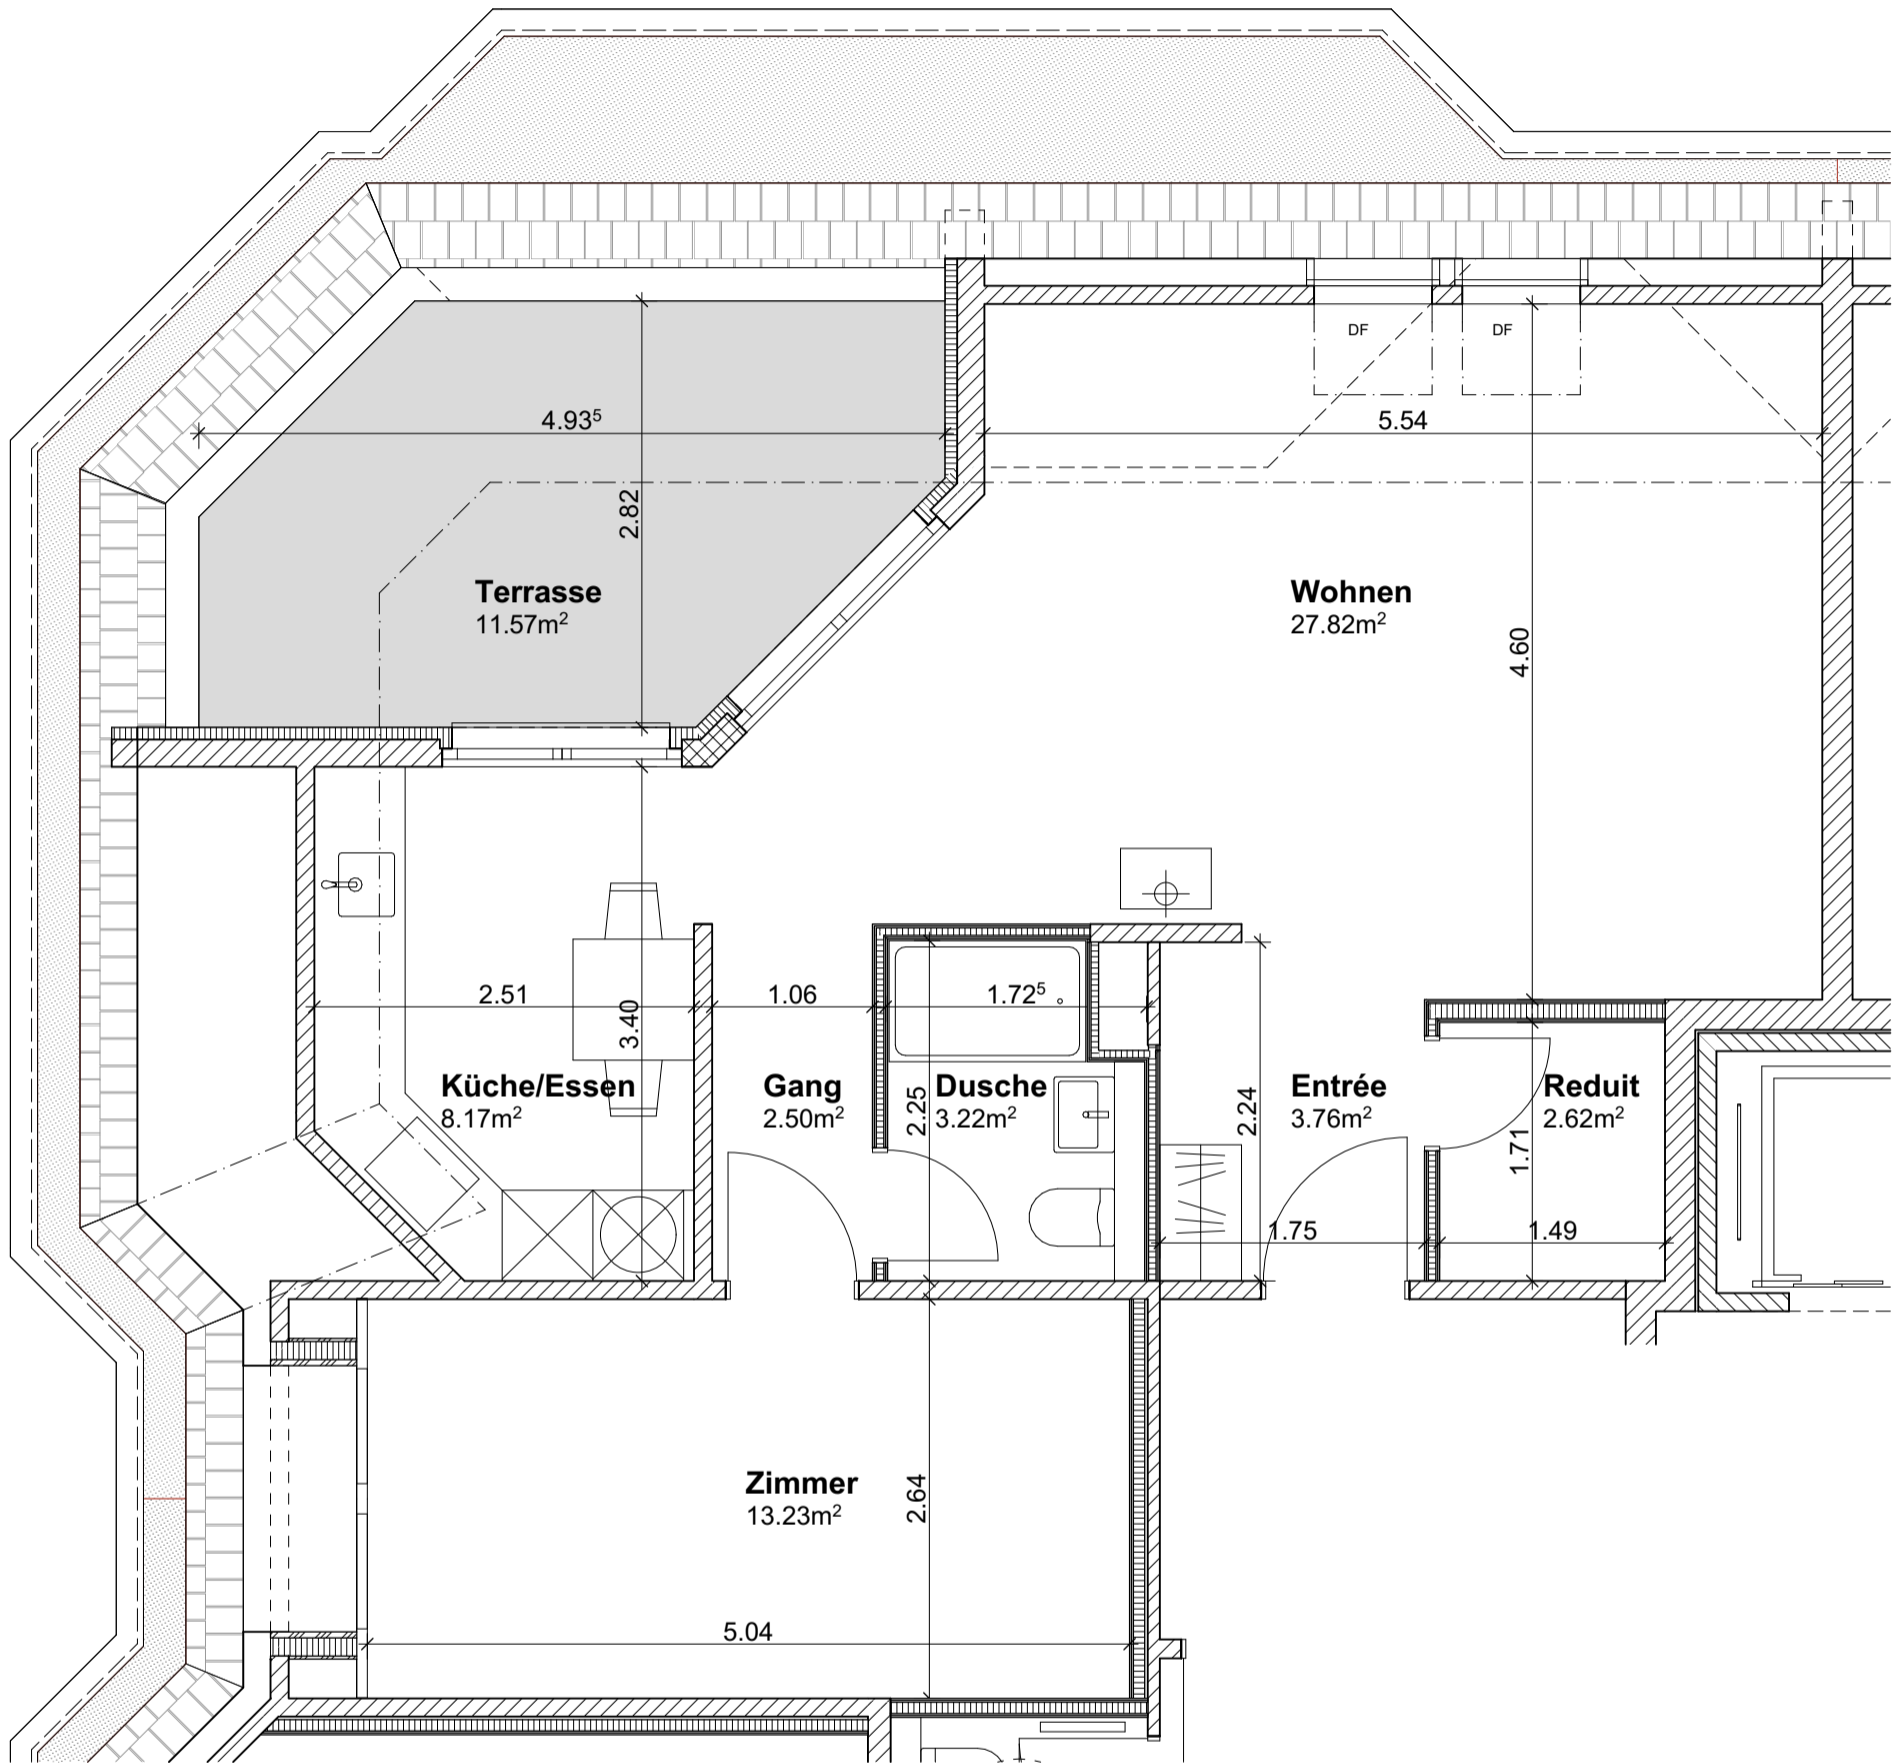 DF
DF
4.93⁵
5.54
2.82
Terrasse
11.57m²
Wohnen
27.82m²
4.60
2.51
1.06
1.72⁵
3.40
Küche/Essen
8.17m²
Gang
2.50m²
2.25
Dusche
3.22m²
2.24
Entrée
3.76m²
Reduit
2.62m²
1.71
1.75
1.49
Zimmer
13.23m²
2.64
5.04